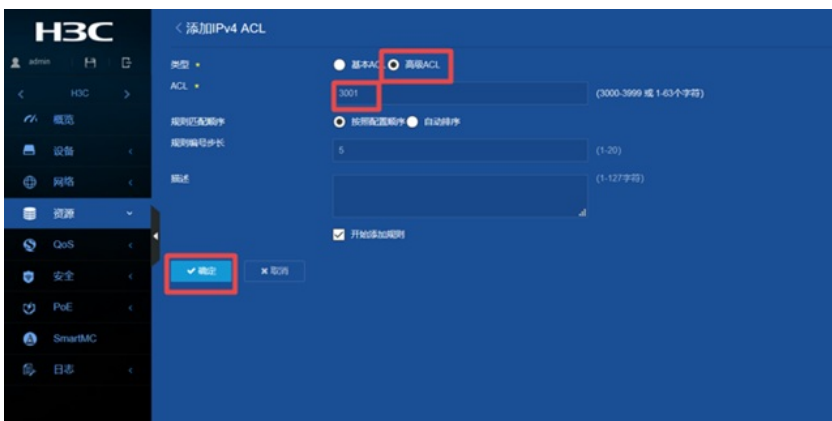 H3C
admin
H3C
概览
设备
网络
资源
QoS
安全
PoE
SmartMC
日志
添加IPv4 ACL
类型
基本ACL 高级ACL
ACL
3001 (3000-3999 或 1-63个字符)
规则匹配顺序
按照配置顺序 自动排序
规则编号步长
5 (1-20)
描述
(1-127字符)
开始添加规则
确定 取消